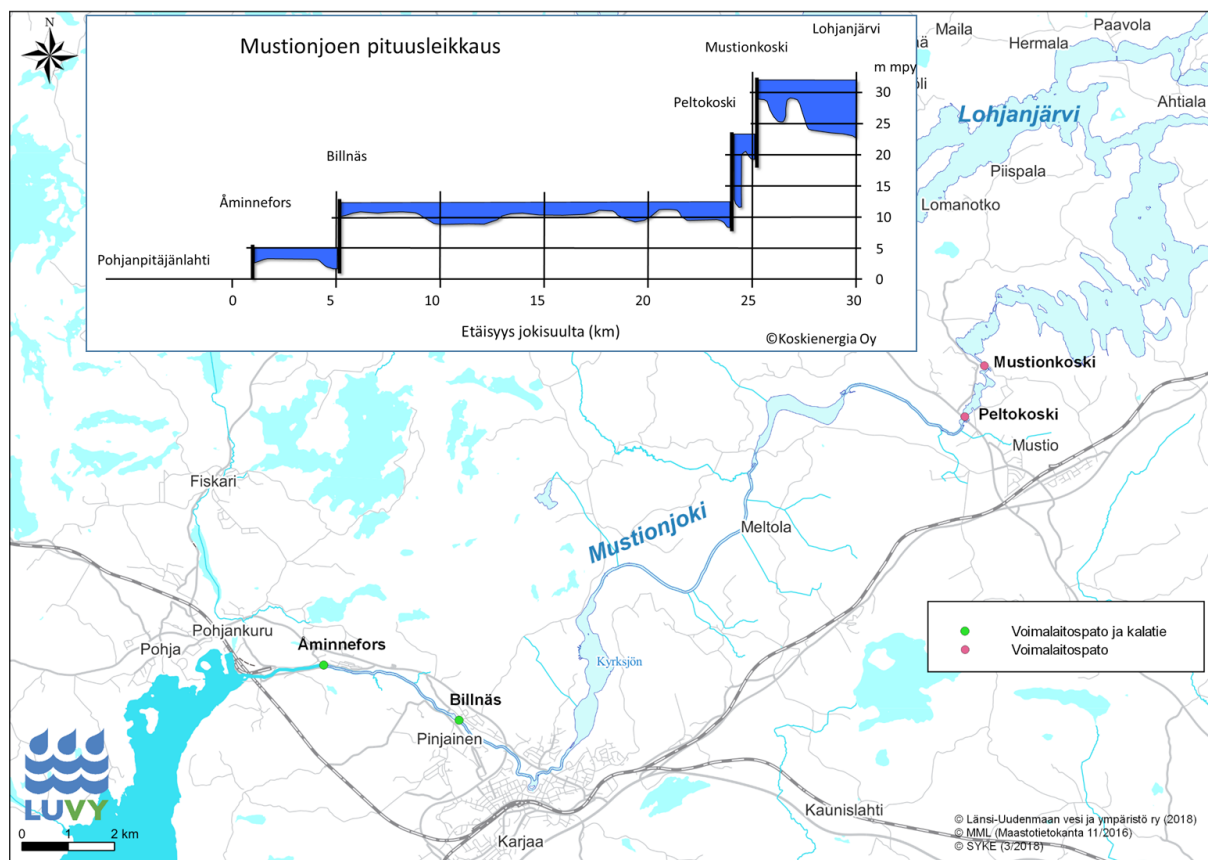 N
Mustionjoen pituusleikkaus
Lohjanjärvi
Mustionkoski
m mpy
Peltokoski
Billnäs
Åminnefors
Pohjanpitäjänlahti
30
25
20
15
10
5
0
0 5 10 15 20 25 30
Etäisyys jokisuulta (km)
©Koskienergia Oy
Maila
Paavola
Hermala
Ahtiala
Lohjanjärvi
Piispala
Lomanotko
Mustionkoski
Peltokoski
Mustio
Fiskari
Mustionjoki
Meltola
Pohjankuru
Pohja
Åminnefors
Kyrksjön
Billnäs
Pinjainen
Karjaa
Kaunislahti
Voimalaitospato ja kalatie
Voimalaitospato
LUVY
0 1 2 km
© Länsi-Uudenmaan vesi ja ympäristö ry (2018)
© MML (Maastotietokanta 11/2016)
© SYKE (3/2018)